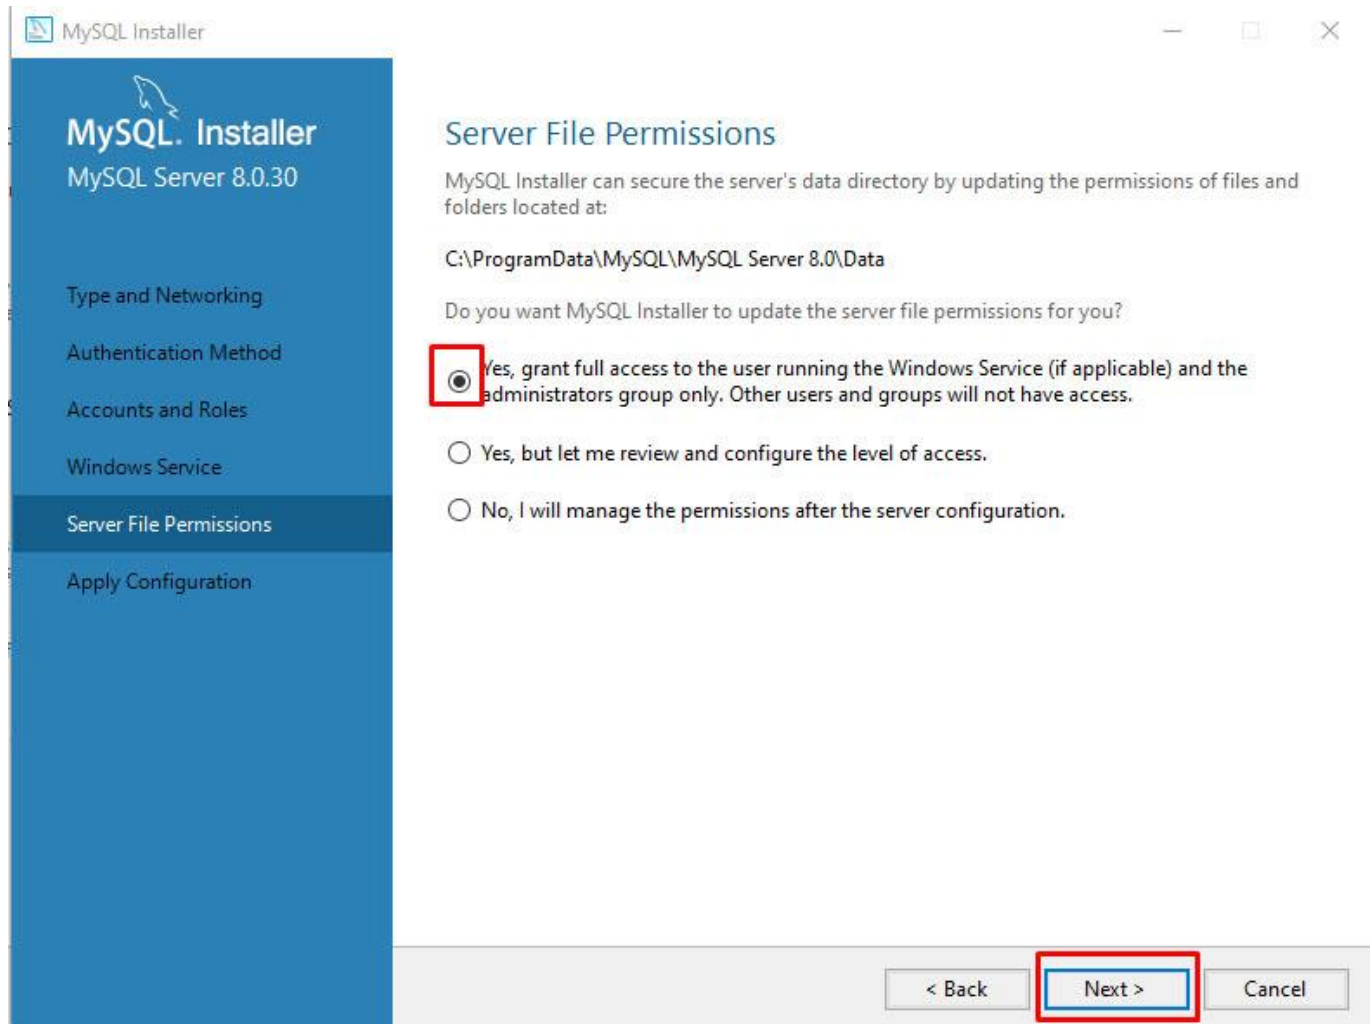 MySQL Installer
MySQL. Installer
MySQL Server 8.0.30
Type and Networking
Authentication Method
Accounts and Roles
Windows Service
Server File Permissions
Apply Configuration
Server File Permissions
MySQL Installer can secure the server's data directory by updating the permissions of files and
folders located at:
C:\ProgramData\MySQL\MySQL Server 8.0\Data
Do you want MySQL Installer to update the server file permissions for you?
Yes, grant full access to the user running the Windows Service (if applicable) and the
administrators group only. Other users and groups will not have access.
Yes, but let me review and configure the level of access.
No, I will manage the permissions after the server configuration.
< Back
Next >
Cancel